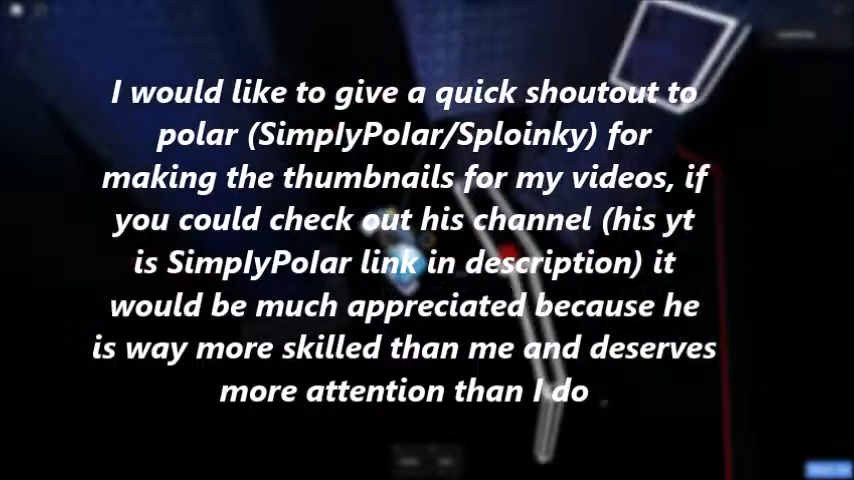 I would like to give a quick shoutout to
polar (SimpIyPoIar/Sploinky) for
making the thumbnails for my videos, if
you could check out his channel (his yt
is SimpIyPoIar link in description) it
would be much appreciated because he
is way more skilled than me and deserves
more attention than I do